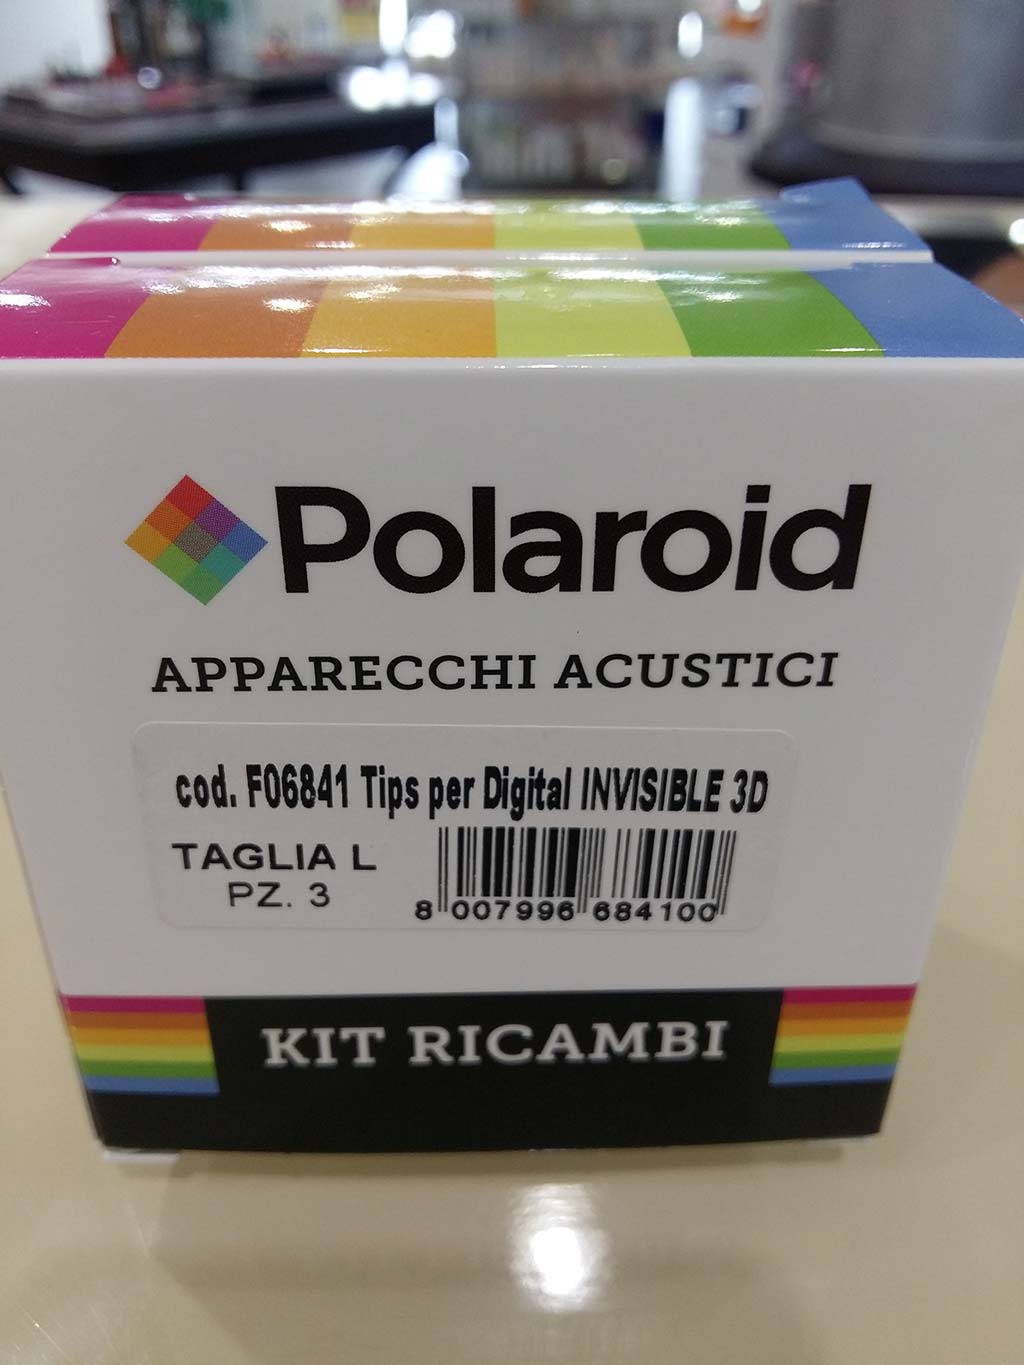 Polaroid
APPARECCHI ACUSTICI
cod. F06841 Tips per Digital INVISIBLE 3D
TAGLIA L
PZ. 3
8 007996 684100
KIT RICAMBI